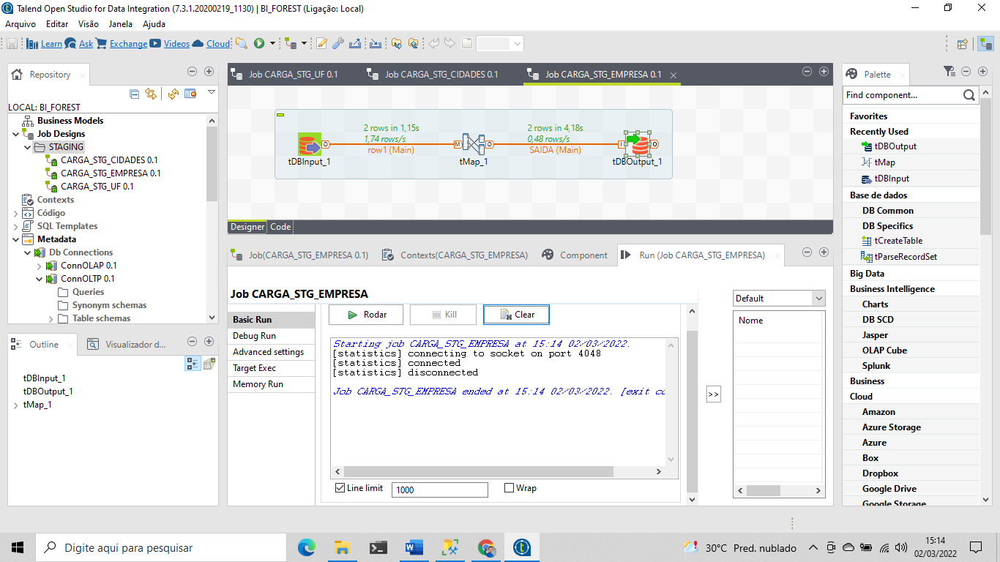 Talend Open Studio for Data Integration (7.3.1.20200219_1130) | BI_FOREST (Ligação: Local)
Arquivo Editar Visão Janela Ajuda
Learn Ask Exchange Videos Cloud
Repository
LOCAL: BI_FOREST
Business Models
Job Designs
STAGING
CARGA_STG_CIDADES 0.1
CARGA_STG_EMPRESA 0.1
CARGA_STG_UF 0.1
Contexts
Código
SQL Templates
Metadata
Db Connections
ConnOLAP 0.1
ConnOLTP 0.1
Queries
Synonym schemas
Table schemas
Outline
Visualizador d...
tDBInput_1
tDBOutput_1
tMap_1
Job CARGA_STG_UF 0.1
Job CARGA_STG_CIDADES 0.1
Job CARGA_STG_EMPRESA 0.1
2 rows in 1,15s
1,74 rows/s
row1 (Main)
2 rows in 4,18s
0,48 rows/s
SAIDA (Main)
tDBInput_1
tMap_1
tDBOutput_1
Designer Code
Job(CARGA_STG_EMPRESA 0.1)
Contexts(CARGA_STG_EMPRESA)
Component
Run (Job CARGA_STG_EMPRESA)
Job CARGA_STG_EMPRESA
Basic Run
Debug Run
Advanced settings
Target Exec
Memory Run
Rodar
Kill
Clear
Starting job CARGA_STG_EMPRESA at 15:14 02/03/2022.
[statistics] connecting to socket on port 4048
[statistics] connected
[statistics] disconnected
Job CARGA_STG_EMPRESA ended at 15:14 02/03/2022. [exit co
Line limit
1000
Wrap
>>
Default
Nome
Palette
Find component...
Favorites
Recently Used
tDBOutput
tMap
tDBInput
Base de dados
DB Common
DB Specifics
tCreateTable
tParseRecordSet
Big Data
Business Intelligence
Charts
DB SCD
Jasper
OLAP Cube
Splunk
Business
Cloud
Amazon
Azure Storage
Azure
Box
Dropbox
Google Drive
Google Storage
Digite aqui para pesquisar
30°C Pred. nublado
15:14
02/03/2022